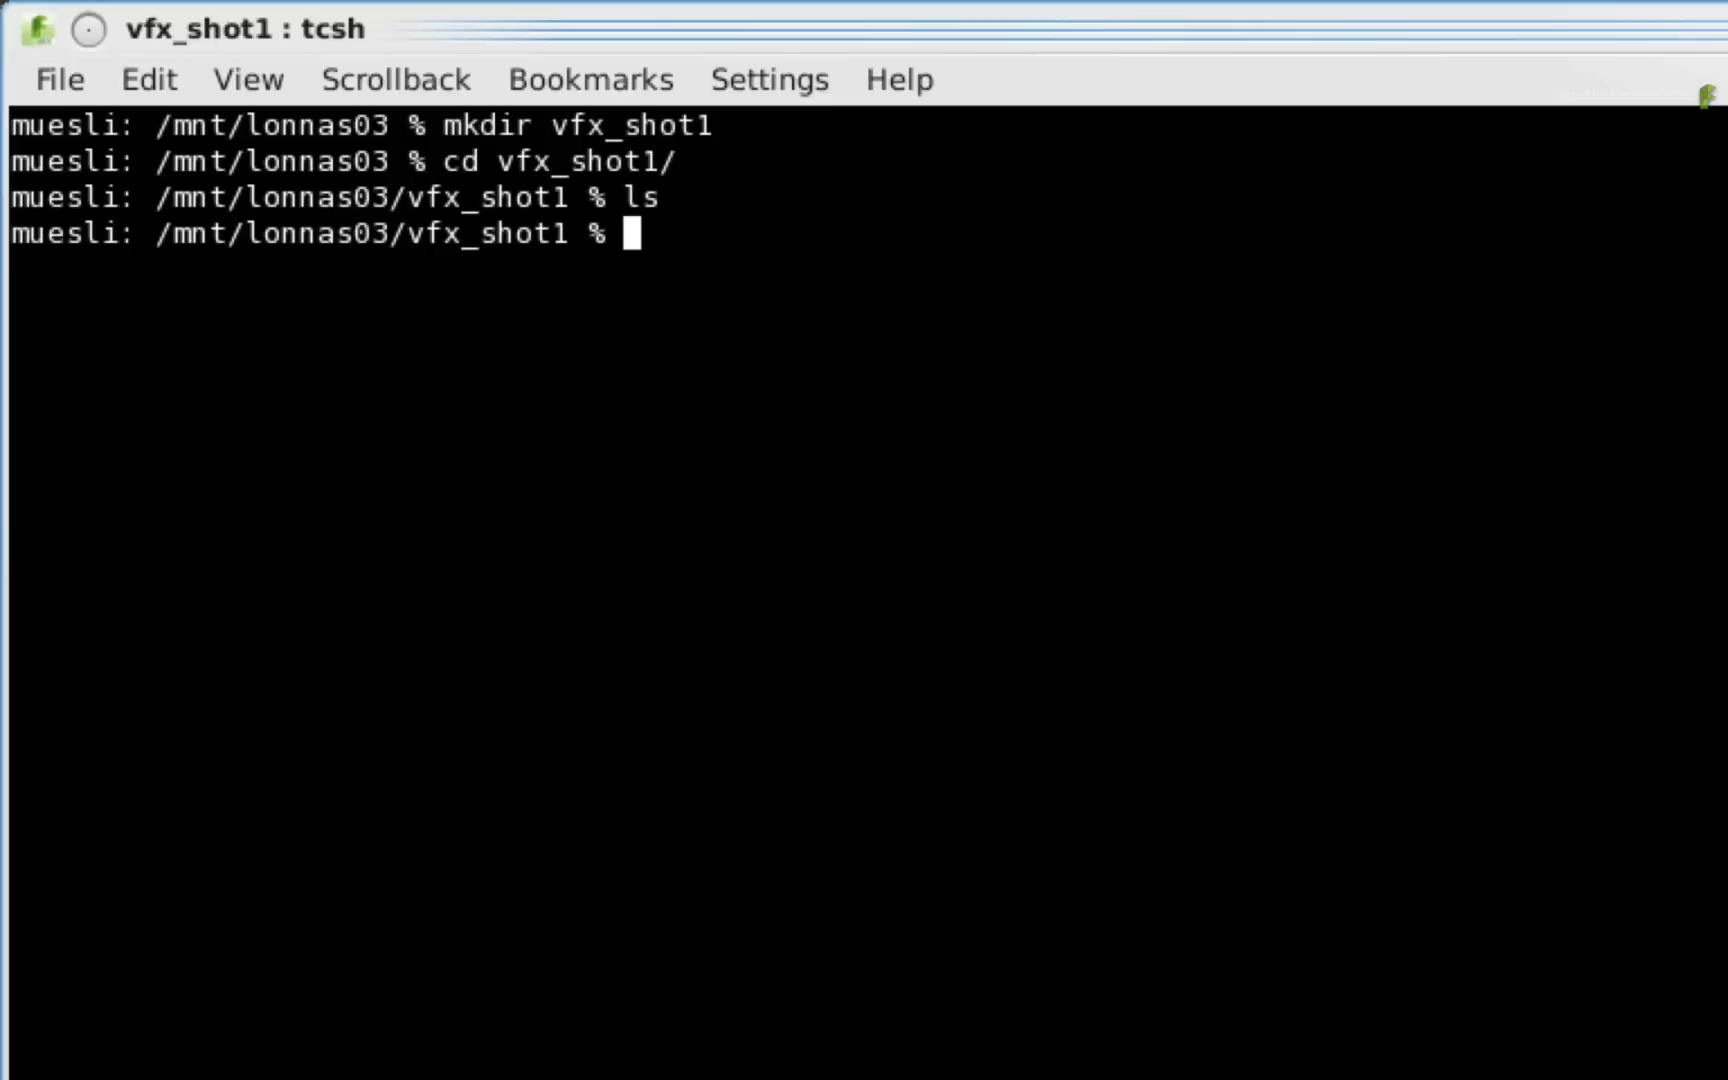 vfx_shot1 : tcsh
File Edit View Scrollback Bookmarks Settings Help
muesli: /mnt/lonnas03 % mkdir vfx_shot1
muesli: /mnt/lonnas03 % cd vfx_shot1/
muesli: /mnt/lonnas03/vfx_shot1 % ls
muesli: /mnt/lonnas03/vfx_shot1 %